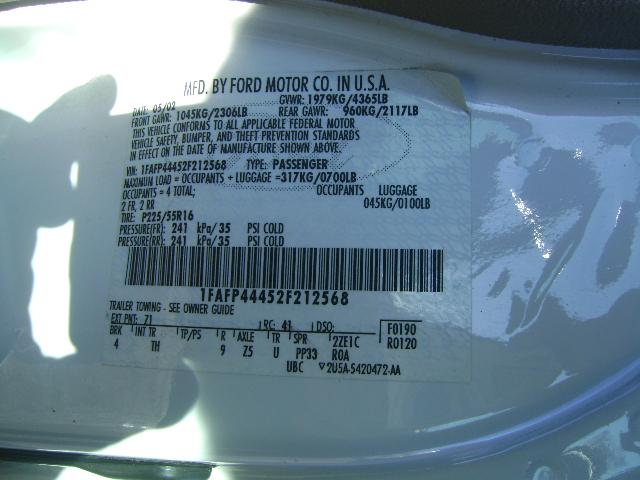 MFD. BY FORD MOTOR CO. IN U.S.A.
DATE: 05/02 GVWR: 1979KG/4365LB
FRONT GAWR: 1045KG/2306LB REAR GAWR: 960KG/2117LB
THIS VEHICLE CONFORMS TO ALL APPLICABLE FEDERAL MOTOR
VEHICLE SAFETY, BUMPER, AND THEFT PREVENTION STANDARDS
IN EFFECT ON THE DATE OF MANUFACTURE SHOWN ABOVE.
VIN: 1FAFP44452F212568 TYPE: PASSENGER
MAXIMUM LOAD = OCCUPANTS + LUGGAGE =317KG/0700LB
OCCUPANTS = 4 TOTAL; OCCUPANTS LUGGAGE
2 FR, 2 RR 045KG/0100LB
TIRE: P225/55R16
PRESSURE(FR): 241 kPa/35 PSI COLD
PRESSURE(RR): 241 kPa/35 PSI COLD
1FAFP44452F212568
TRAILER TOWING - SEE OWNER GUIDE
EXT PNT: Z1 RC: 41 DSO: F0190
BRK INT TR TP/PS R AXLE TR SPR 2ZE1C R0120
4 TH 9 Z5 U PP33 ROA
UBC ▽2U5A-5420472-AA